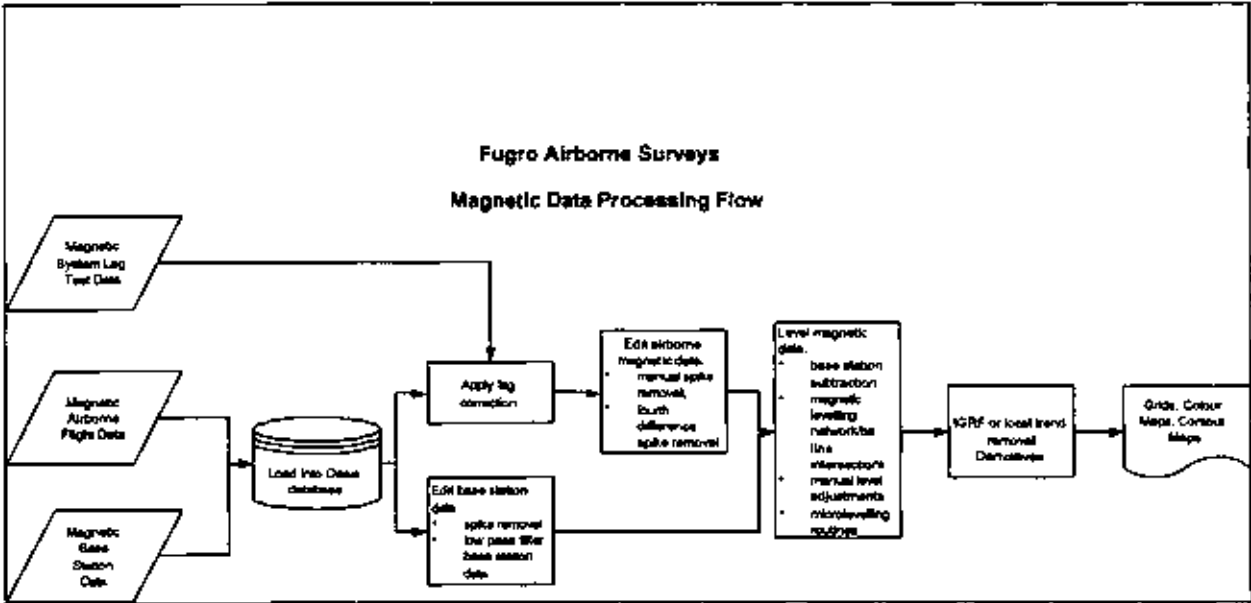 Fugro Airborne Surveys
Magnetic Data Processing Flow
Magnetic
System Lag
Test Data
Magnetic
Airborne
Flight Data
Magnetic
Base
Station
Data
Load into
database
Apply lag
correction
Edit base station
data
spike removal
low pass filter
base station
data
Edit airborne
magnetic data.
manual spike
removal,
fourth
difference
spike removal
Level magnetic
data.
base station
subtraction
magnetic
levelling
line
intersections
manual level
adjustments
microlevelling
routines
IGRF or local trend
removal
Derivatives
Grids, Colour
Maps, Contour
Maps